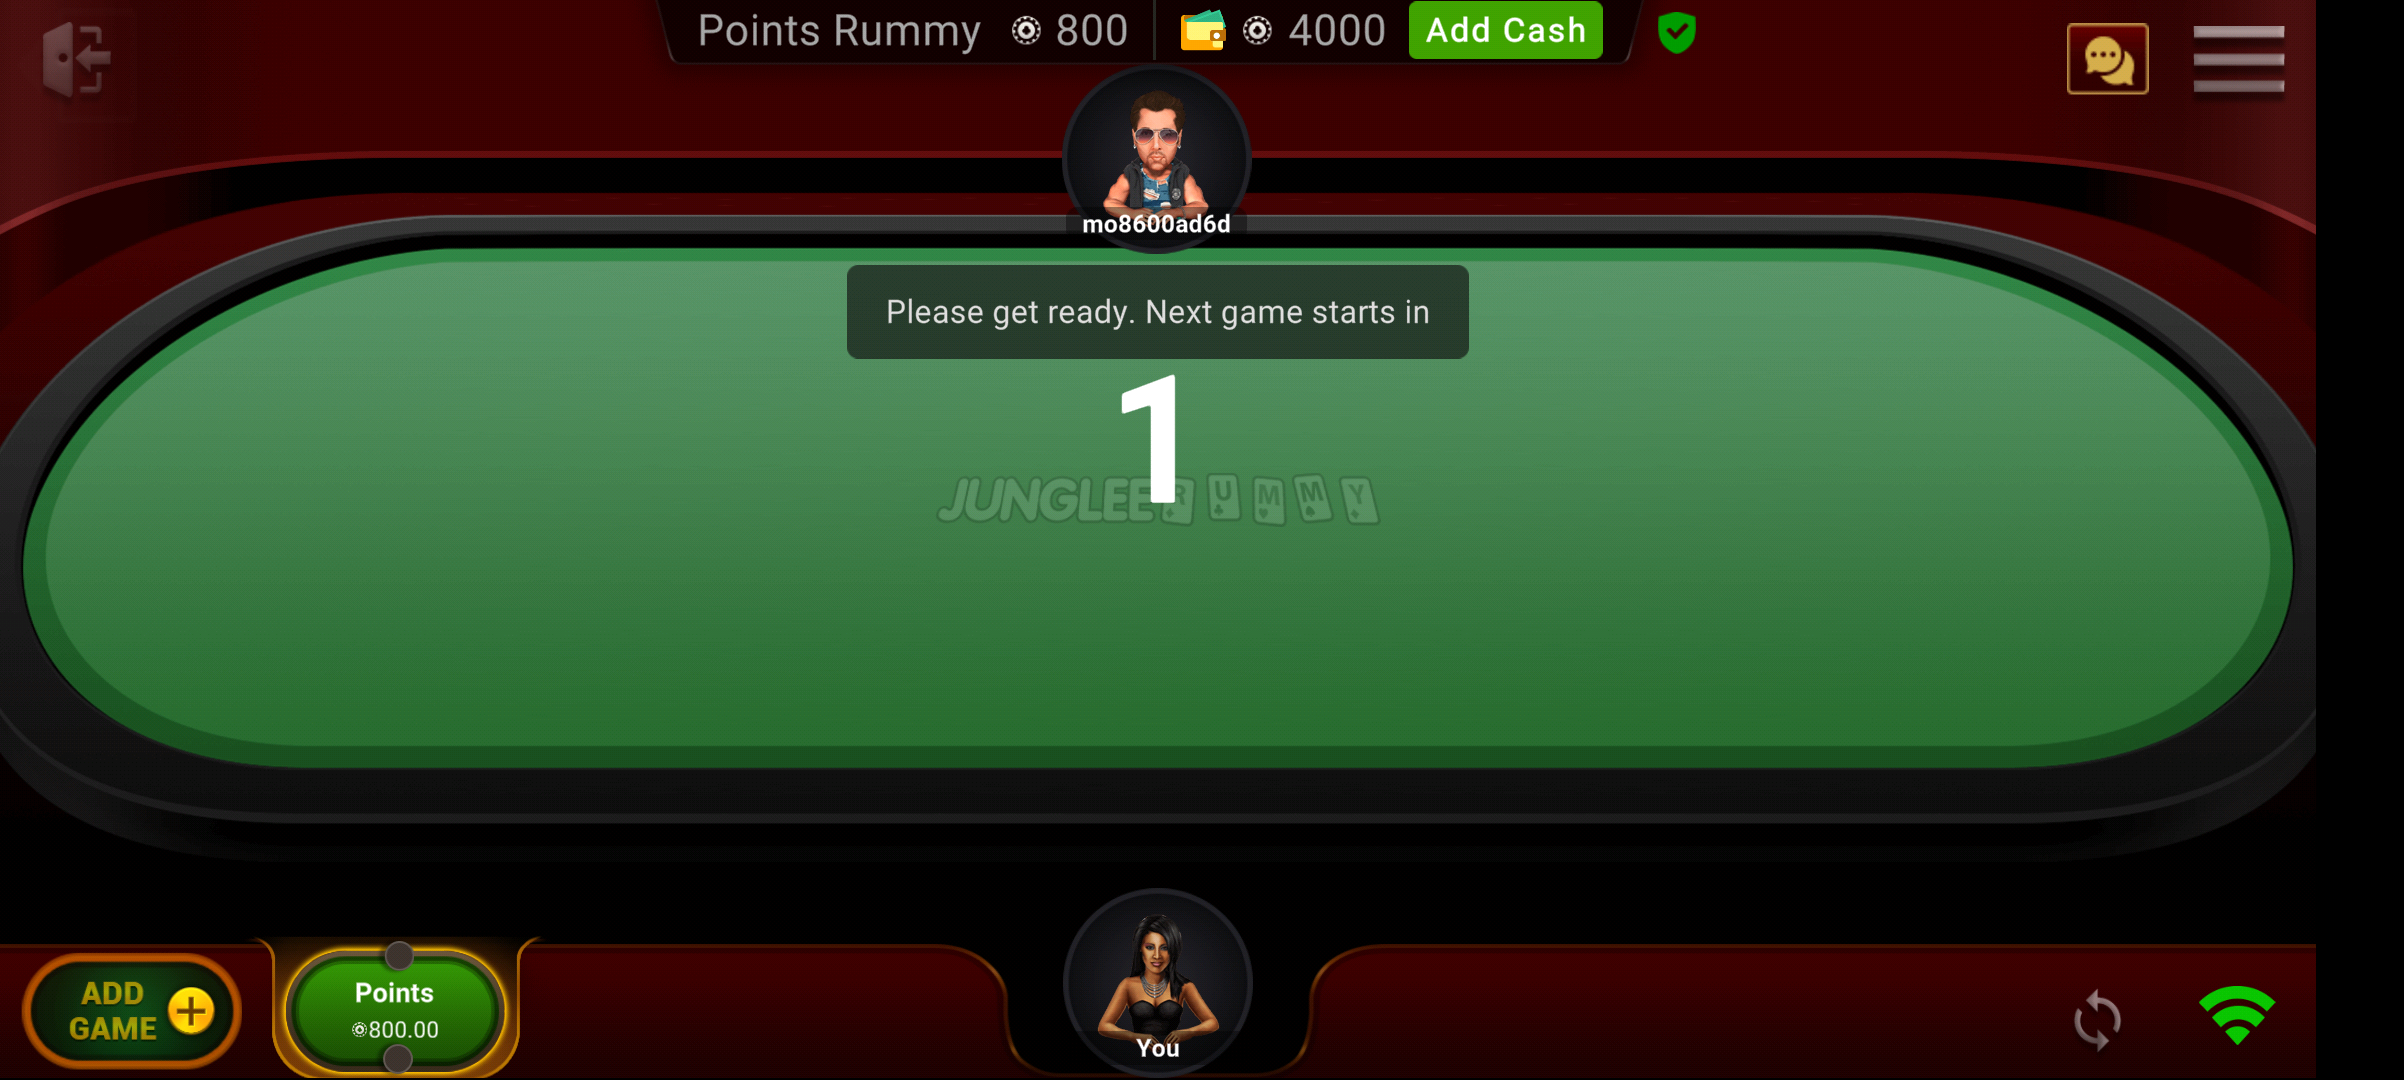 Points Rummy 800 4000 Add Cash
mo8600ad6d
Please get ready. Next game starts in
1
JUNGLEE RUMMY
ADD
GAME
Points
800.00
You